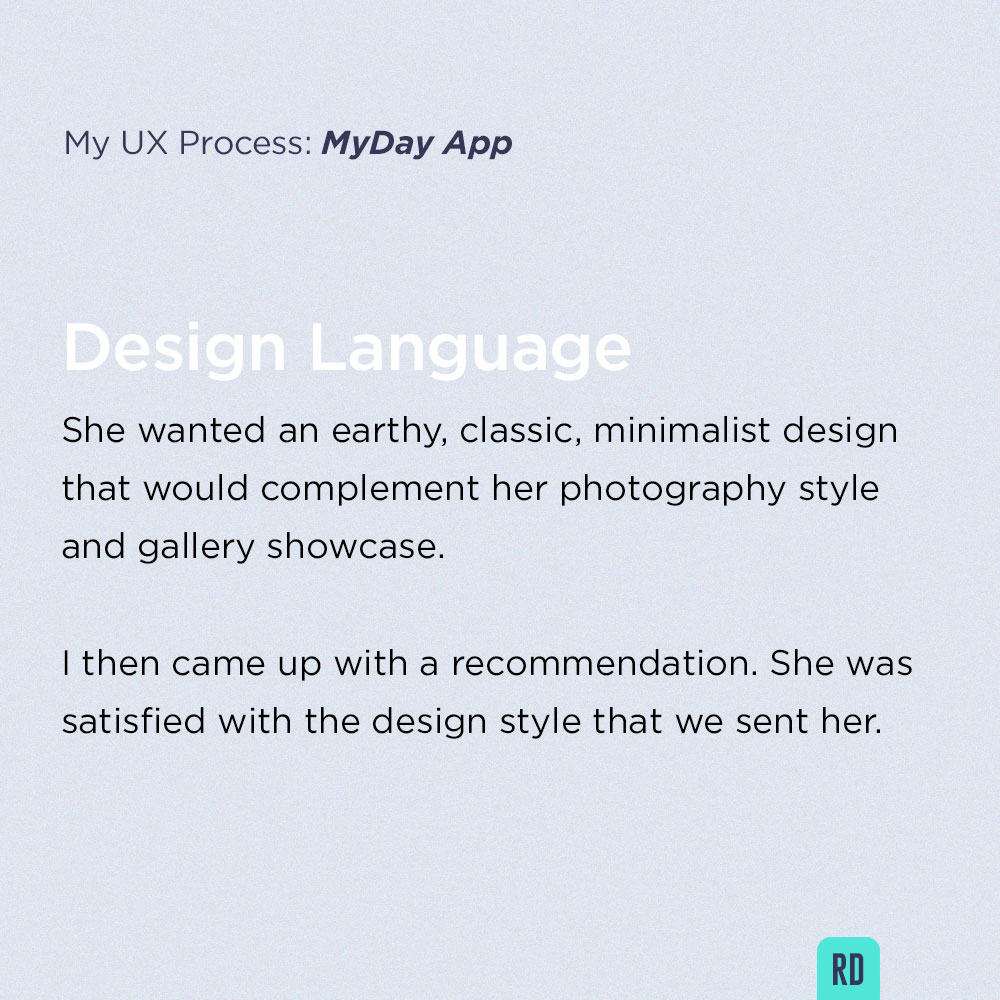 My UX Process: MyDay App
Design Language
She wanted an earthy, classic, minimalist design
that would complement her photography style
and gallery showcase.
I then came up with a recommendation. She was
satisfied with the design style that we sent her.
RD